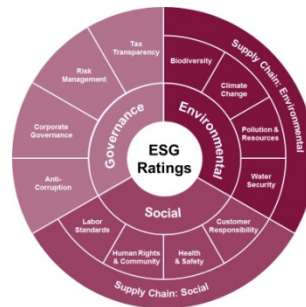 ESG
Ratings
Governance
Environmental
Social
Tax
Transparency
Risk
Management
Corporate
Governance
Anti-
Corruption
Biodiversity
Climate
Change
Pollution &
Resources
Water
Security
Supply Chain: Environmental
Customer
Responsibility
Health
& Safety
Human Rights
& Community
Labor
Standards
Supply Chain: Social